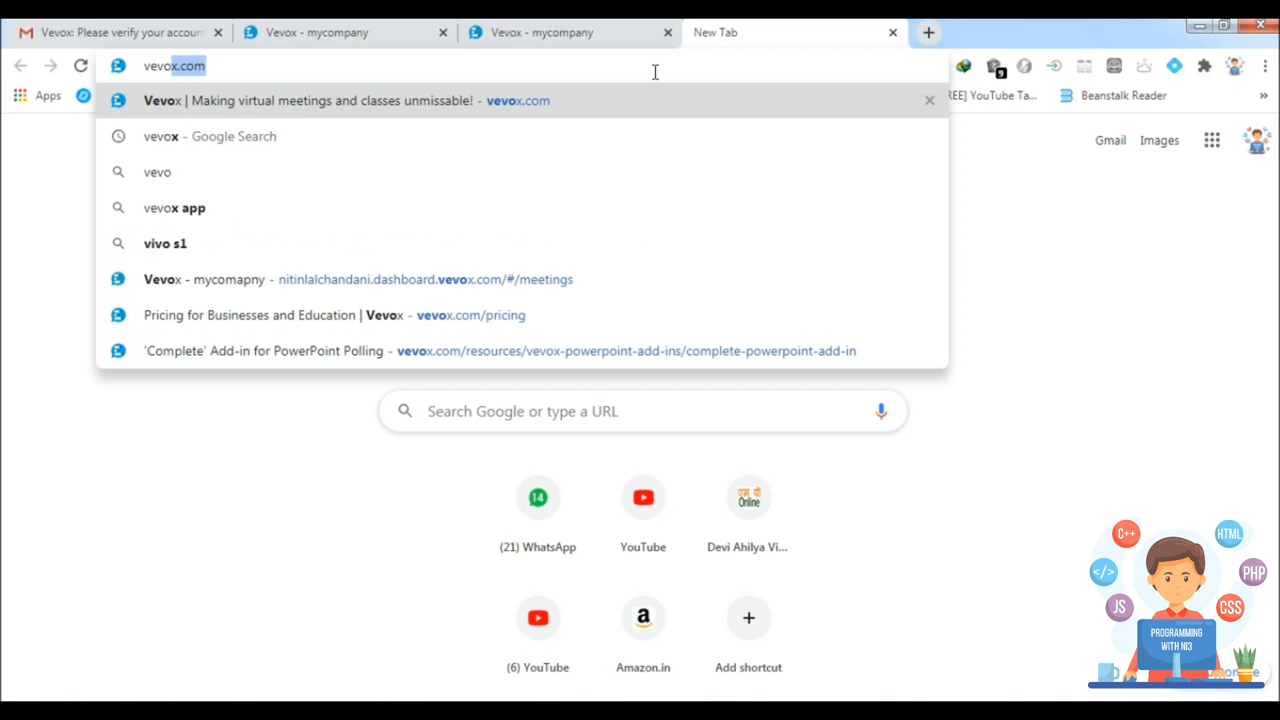 Vevox: Please verify your accoun
Vevox - mycompany
Vevox - mycompany
New Tab
vevox.com
9
Apps
REE] YouTube Ta...
Beanstalk Reader
»
Vevox | Making virtual meetings and classes unmissable! - vevox.com
vevox - Google Search
vevo
vevox app
vivo s1
Vevox - mycomapny - nitinlalchandani.dashboard.vevox.com/#/meetings
Pricing for Businesses and Education | Vevox - vevox.com/pricing
'Complete' Add-in for PowerPoint Polling - vevox.com/resources/vevox-powerpoint-add-ins/complete-powerpoint-add-in
Gmail
Images
Search Google or type a URL
14
एम पी
Online
(21) WhatsApp
YouTube
Devi Ahilya Vi...
a
(6) YouTube
Amazon.in
Add shortcut
C++
HTML
</>
PHP
JS
CSS
PROGRAMMING
WITH NI3